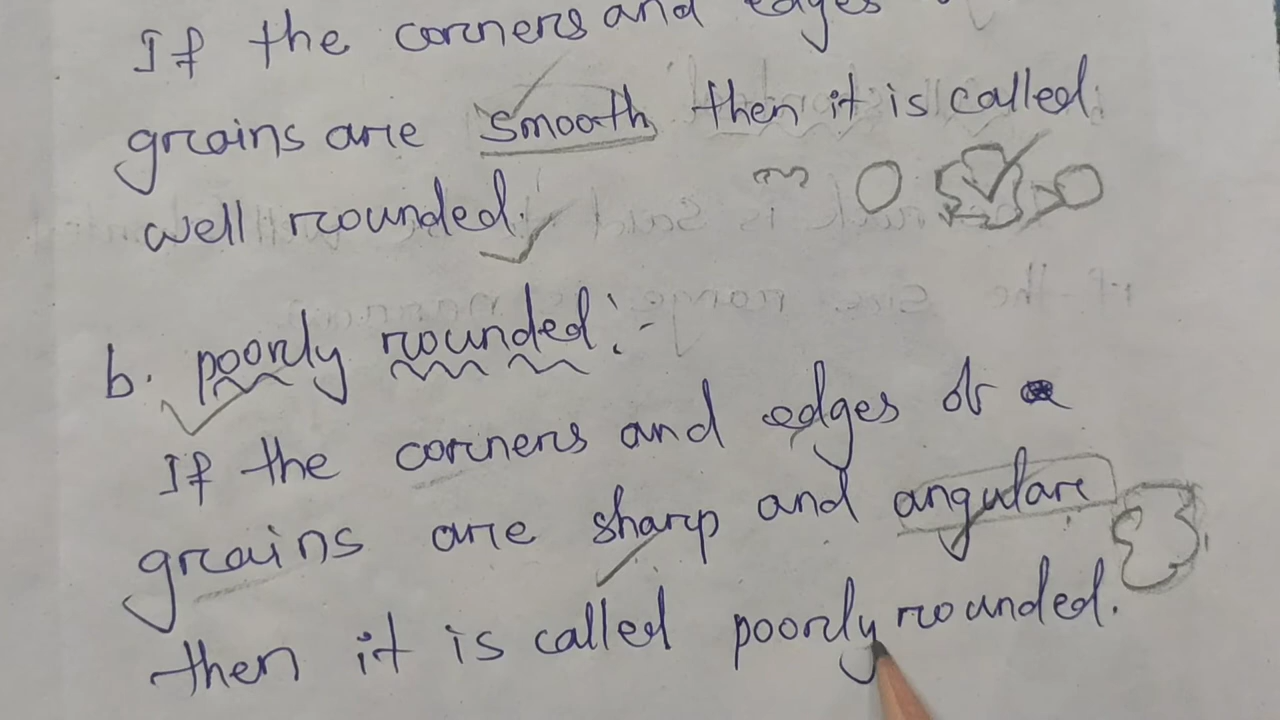 If the corners and edges
grains are smooth then it is called
well rounded.
b. poorly rounded:-
If the corners and edges of
grains are sharp and angular
then it is called poorly rounded.